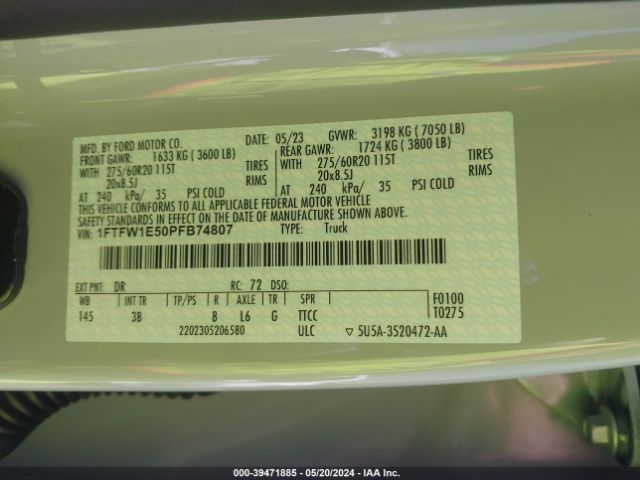 MFD. BY FORD MOTOR CO.
DATE: 05/23 GVWR: 3198 KG ( 7050 LB)
FRONT GAWR: 1633 KG ( 3600 LB)
REAR GAWR: 1724 KG ( 3800 LB)
WITH 275/60R20 115T TIRES
WITH 275/60R20 115T TIRES
20x8.5J RIMS
20x8.5J RIMS
AT 240 kPa/ 35 PSI COLD
AT 240 kPa/ 35 PSI COLD
THIS VEHICLE CONFORMS TO ALL APPLICABLE FEDERAL MOTOR VEHICLE
SAFETY AND THEFT PREVENTION STANDARDS IN EFFECT ON THE DATE OF MANUFACTURE SHOWN ABOVE.
VIN: 1FTFW1E50PFB74807 TYPE: Truck
EXT PNT: DR RC: 72 DSO:
WB INT TR TP/PS R AXLE TR SPR F0100
145 3B 8 L6 G TTCC T0275
2202305206580 ULC ▽ 5U5A-3520472-AA
000-39471885 - 05/20/2024 - IAA Inc.